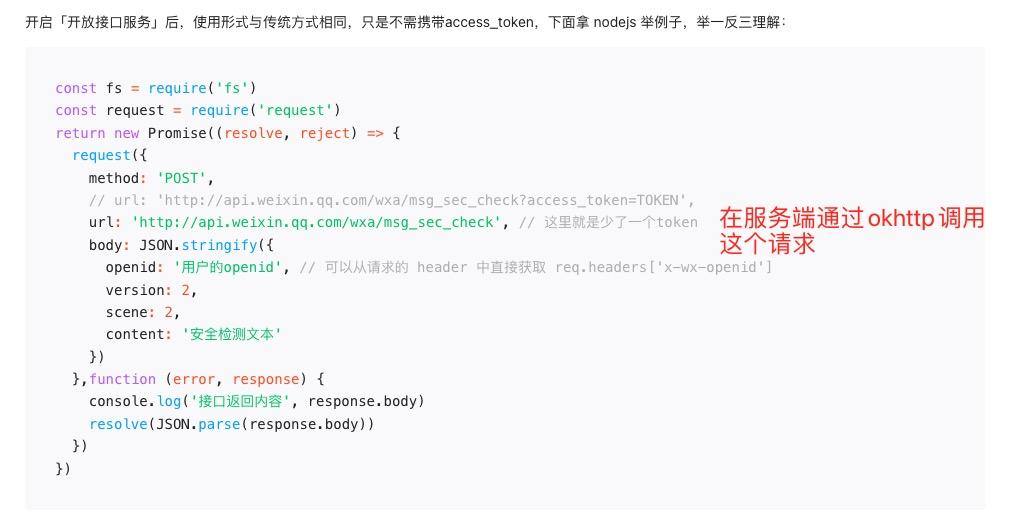 开启「开放接口服务」后，使用形式与传统方式相同，只是不需携带access_token，下面拿 nodejs 举例子，举一反三理解：
const fs = require('fs')
const request = require('request')
return new Promise((resolve, reject) => {
  request({
    method: 'POST',
    // url: 'http://api.weixin.qq.com/wxa/msg_sec_check?access_token=TOKEN',
    url: 'http://api.weixin.qq.com/wxa/msg_sec_check', // 这里就是少了一个token
    body: JSON.stringify({
      openid: '用户的openid', // 可以从请求的 header 中直接获取 req.headers['x-wx-openid']
      version: 2,
      scene: 2,
      content: '安全检测文本'
    })
  },function (error, response) {
    console.log('接口返回内容', response.body)
    resolve(JSON.parse(response.body))
  })
})
在服务端通过okhttp调用
这个请求